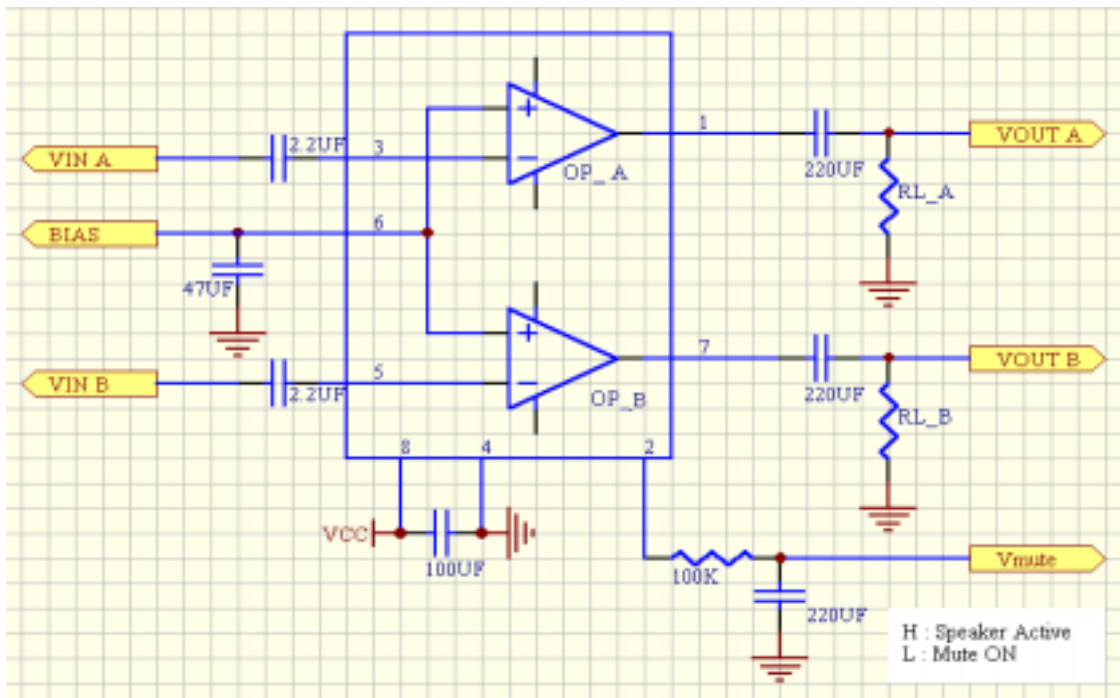 2.2UF
VIN A
3
+
−
OP_ A
1
220UF
VOUT A
RL_A
BIAS
6
47UF
VIN B
2.2UF
5
+
−
OP_B
7
220UF
VOUT B
RL_B
8
4
2
VCC
100UF
100K
Vmute
220UF
H : Speaker Active
L : Mute ON